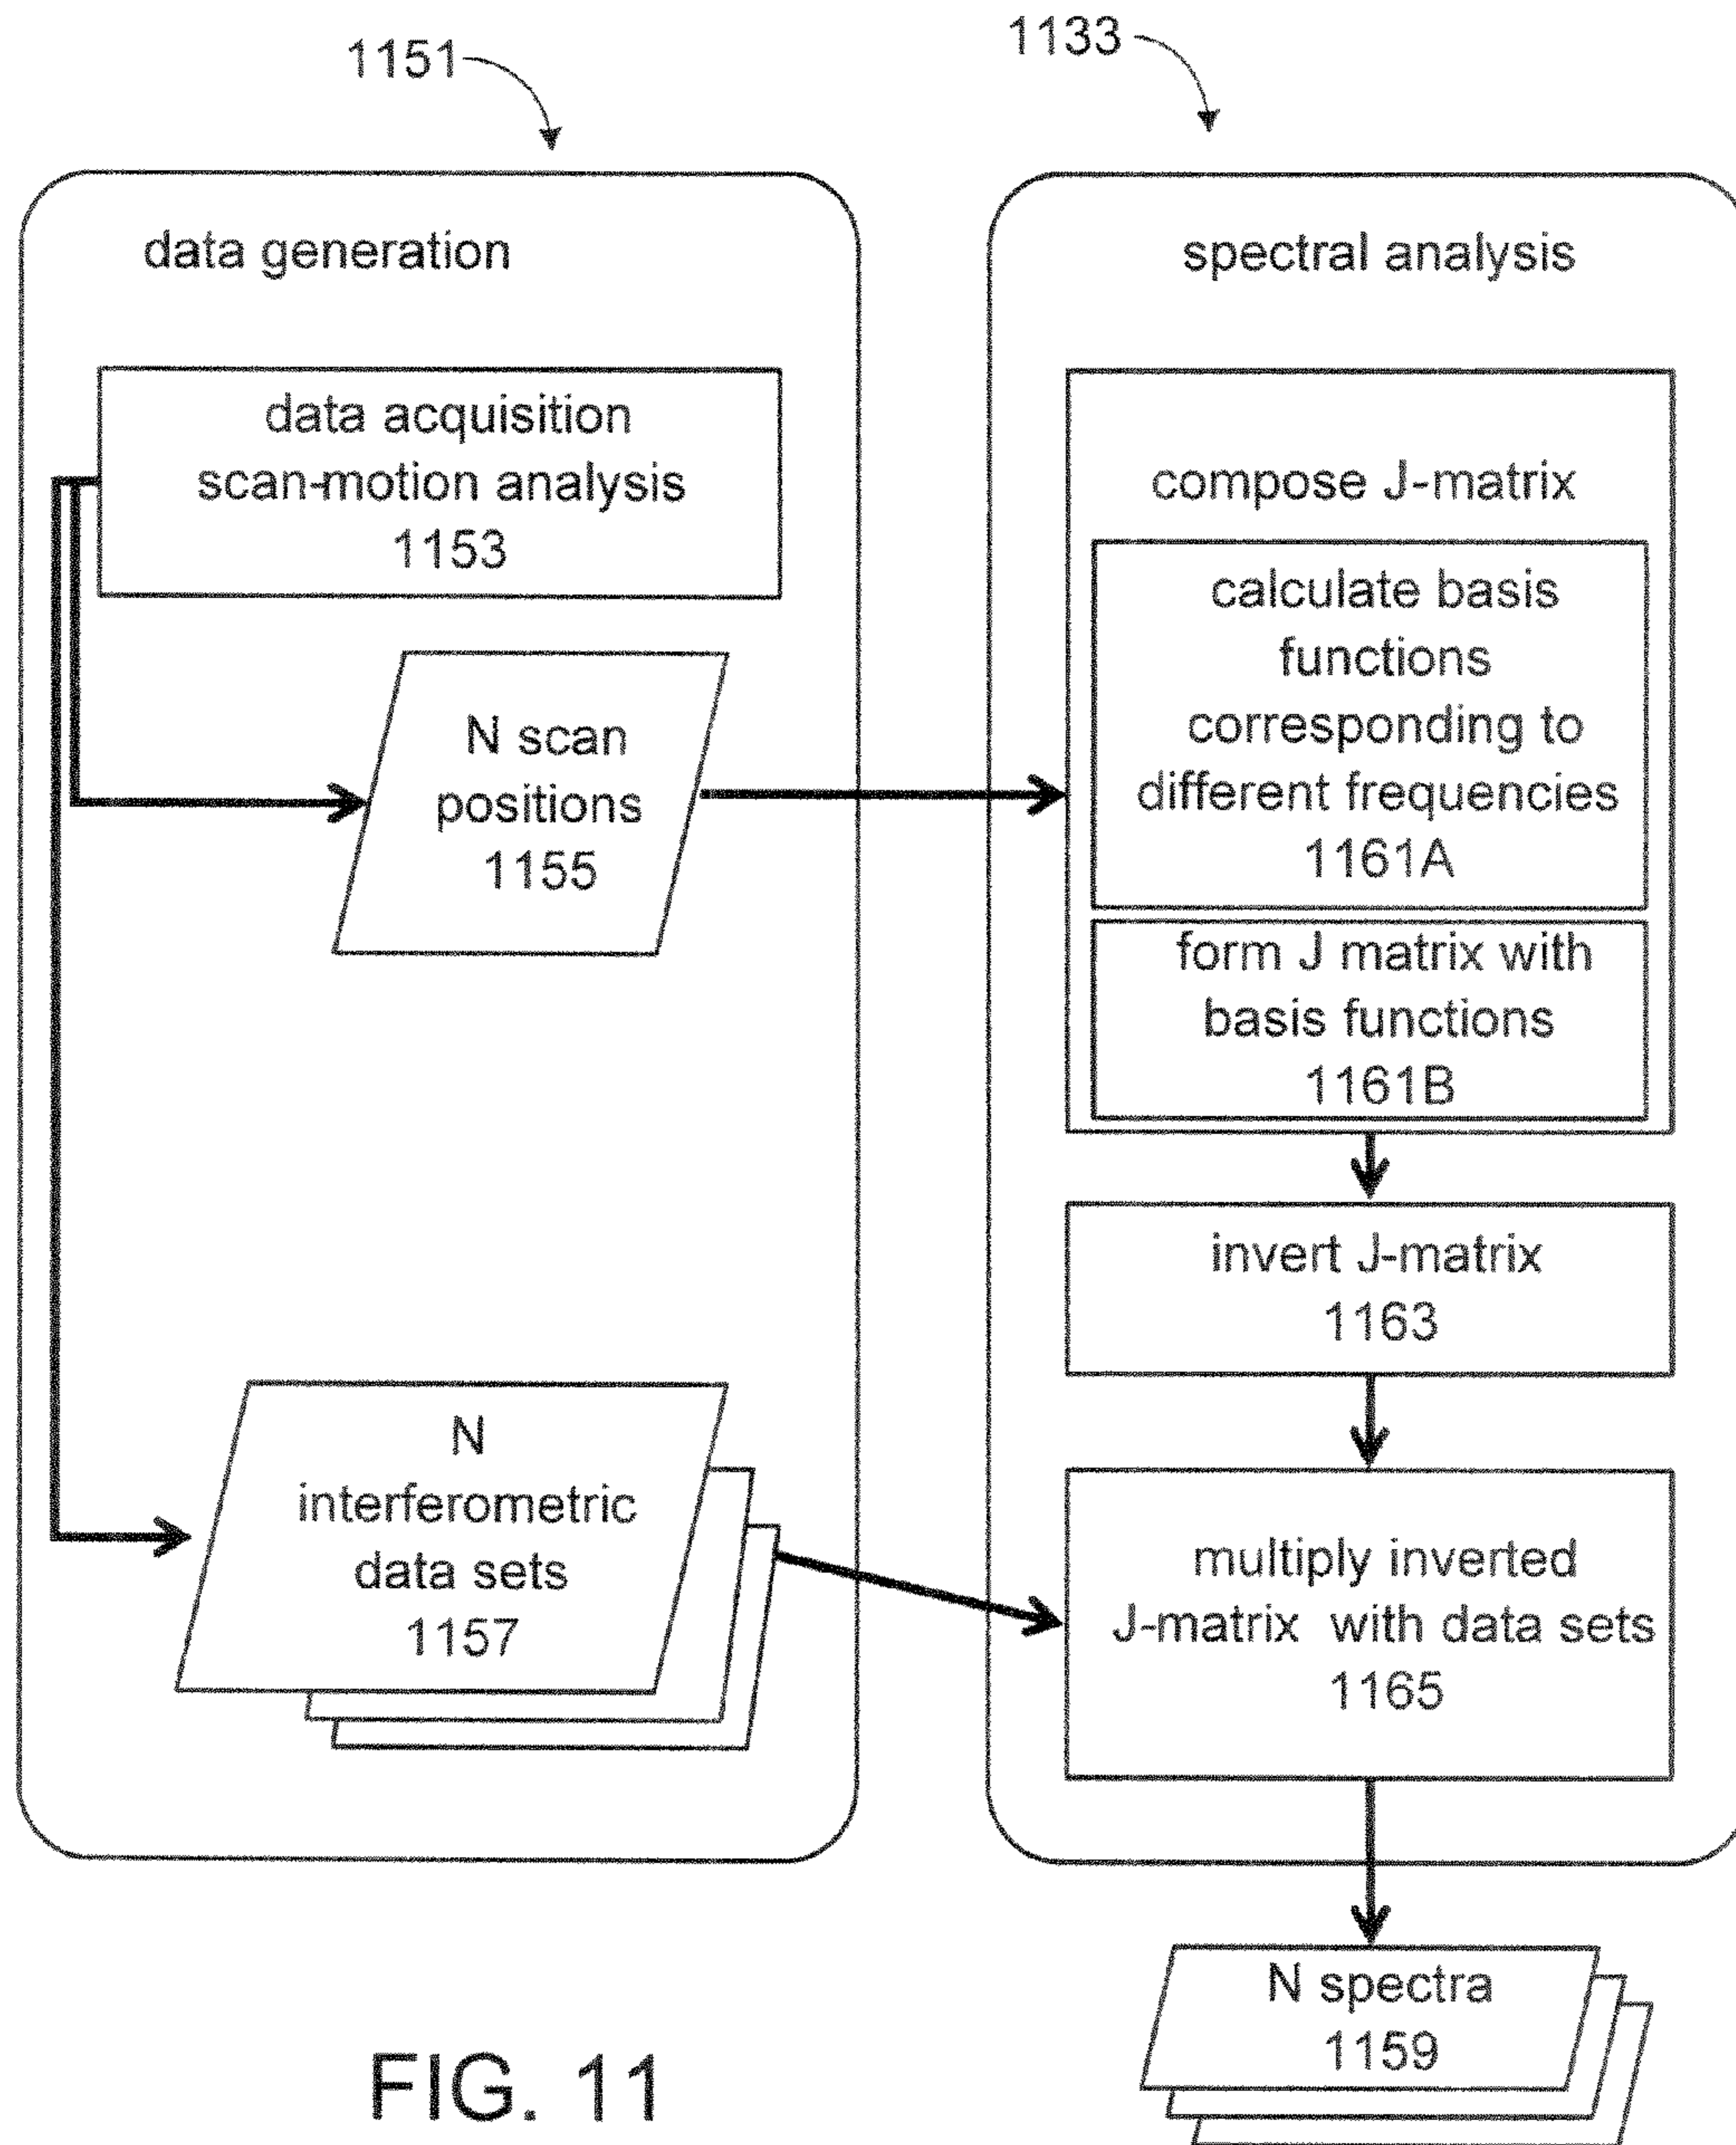 1151
1133
data generation
data acquisition
scan-motion analysis
1153
N scan
positions
1155
N
interferometric
data sets
1157
spectral analysis
compose J-matrix
calculate basis
functions
corresponding to
different frequencies
1161A
form J matrix with
basis functions
1161B
invert J-matrix
1163
multiply inverted
J-matrix with data sets
1165
N spectra
1159
FIG. 11